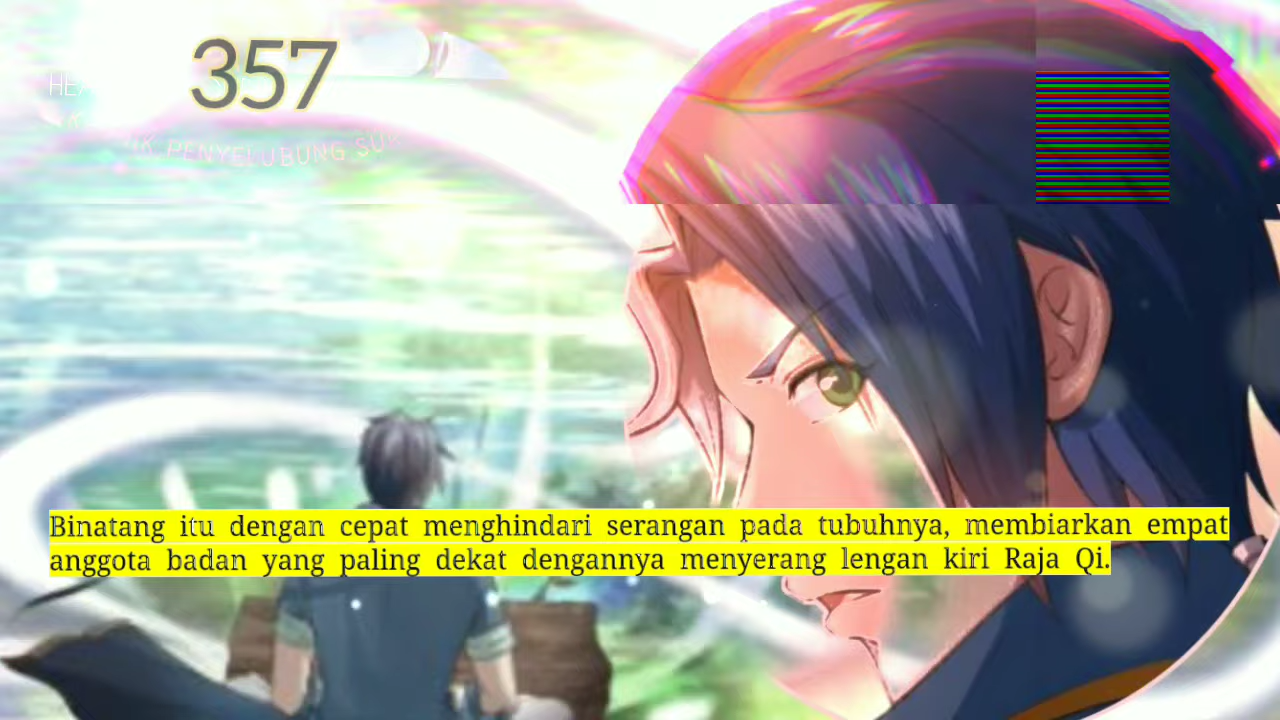 357
PENYELUBUNG
Binatang itu dengan cepat menghindari serangan pada tubuhnya, membiarkan empat
anggota badan yang paling dekat dengannya menyerang lengan kiri Raja Qi.